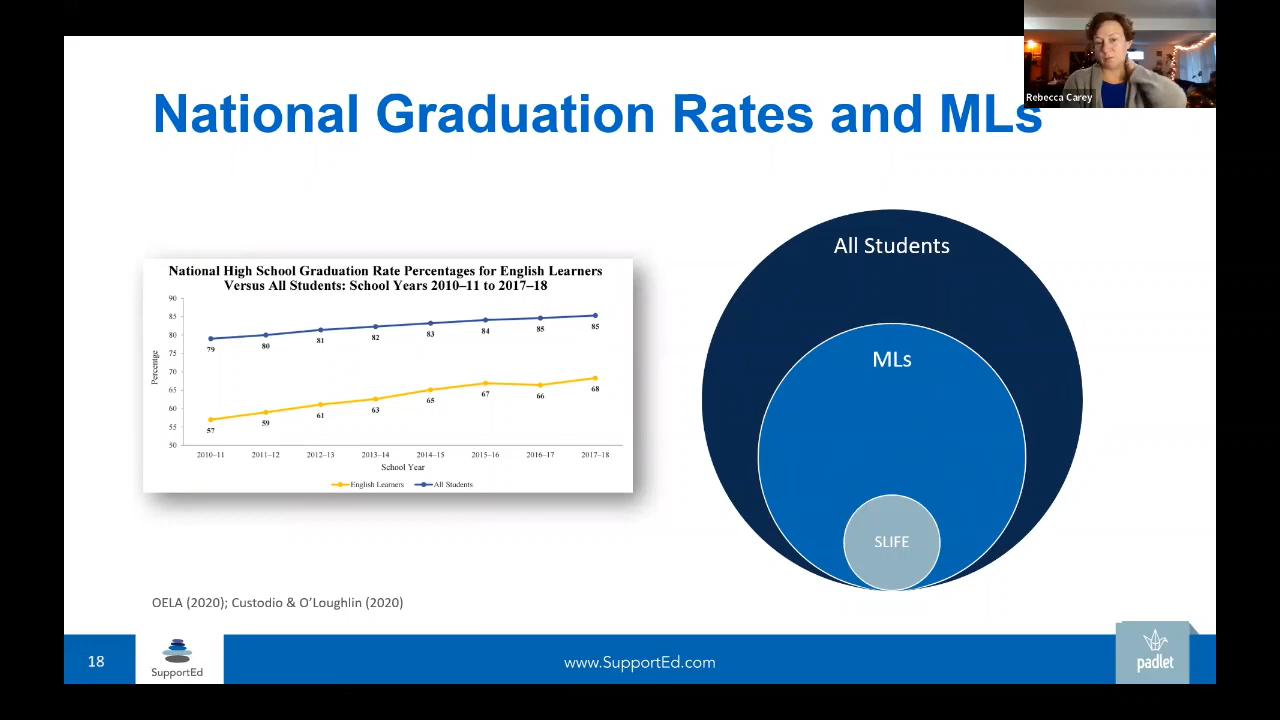 Rebecca Carey
National Graduation Rates and MLs
National High School Graduation Rate Percentages for English Learners
Versus All Students: School Years 2010–11 to 2017–18
90
85
80
75
70
65
60
55
50
Percentge
79
80
81
82
83
84
85
85
57
59
61
63
65
67
66
68
2010–11
2011–12
2012–13
2013–14
2014–15
2015–16
2016–17
2017–18
School Year
English Learners
All Students
All Students
MLs
SLIFE
OELA (2020); Custodio & O’Loughlin (2020)
18
SupportEd
www.SupportEd.com
padlet